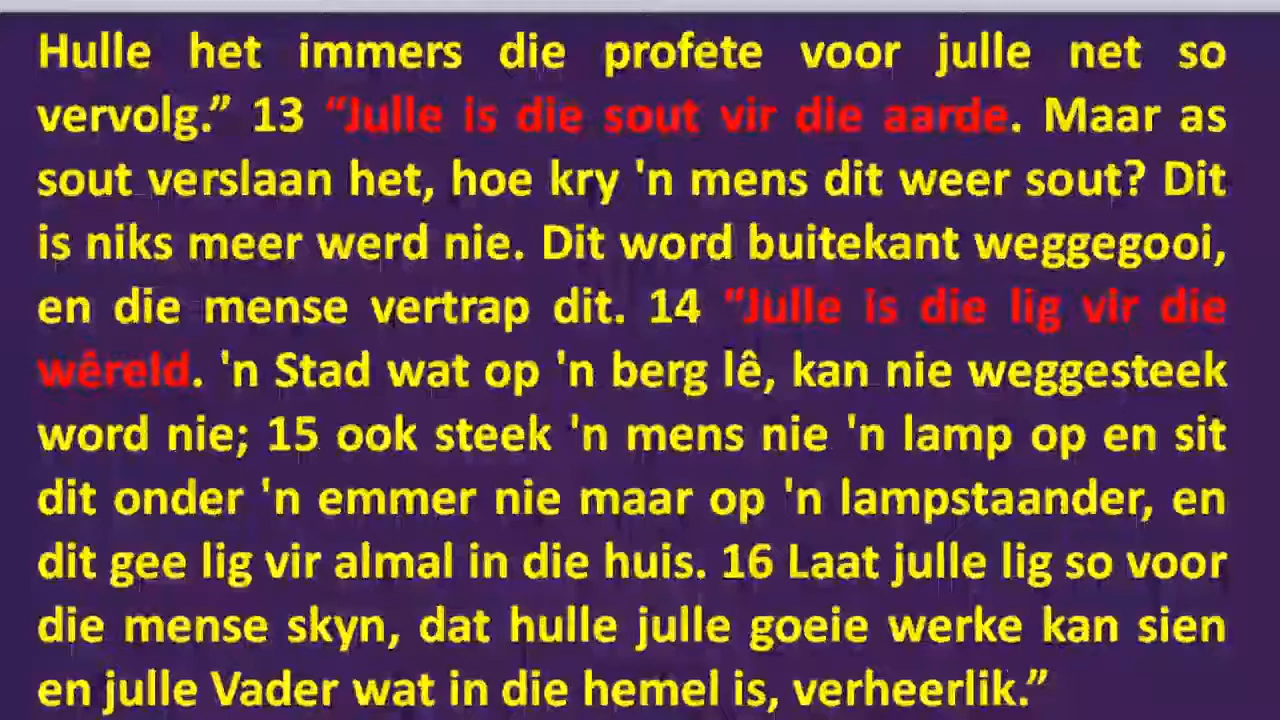 Hulle het immers die profete voor julle net so
vervolg.” 13 “Julle is die sout vir die aarde. Maar as
sout verslaan het, hoe kry 'n mens dit weer sout? Dit
is niks meer werd nie. Dit word buitekant weggegooi,
en die mense vertrap dit. 14 “Julle is die lig vir die
wêreld. 'n Stad wat op 'n berg lê, kan nie weggesteek
word nie; 15 ook steek 'n mens nie 'n lamp op en sit
dit onder 'n emmer nie maar op 'n lampstaander, en
dit gee lig vir almal in die huis. 16 Laat julle lig so voor
die mense skyn, dat hulle julle goeie werke kan sien
en julle Vader wat in die hemel is, verheerlik.”